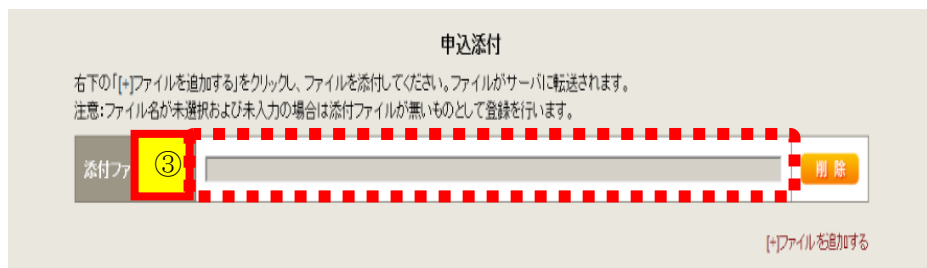 申込添付
右下の「[+]ファイルを追加する」をクリックし、ファイルを添付してください。ファイルがサーバに転送されます。
注意:ファイル名が未選択および未入力の場合は添付ファイルが無いものとして登録を行います。
添付ファ ③ 削除
[+]ファイルを追加する